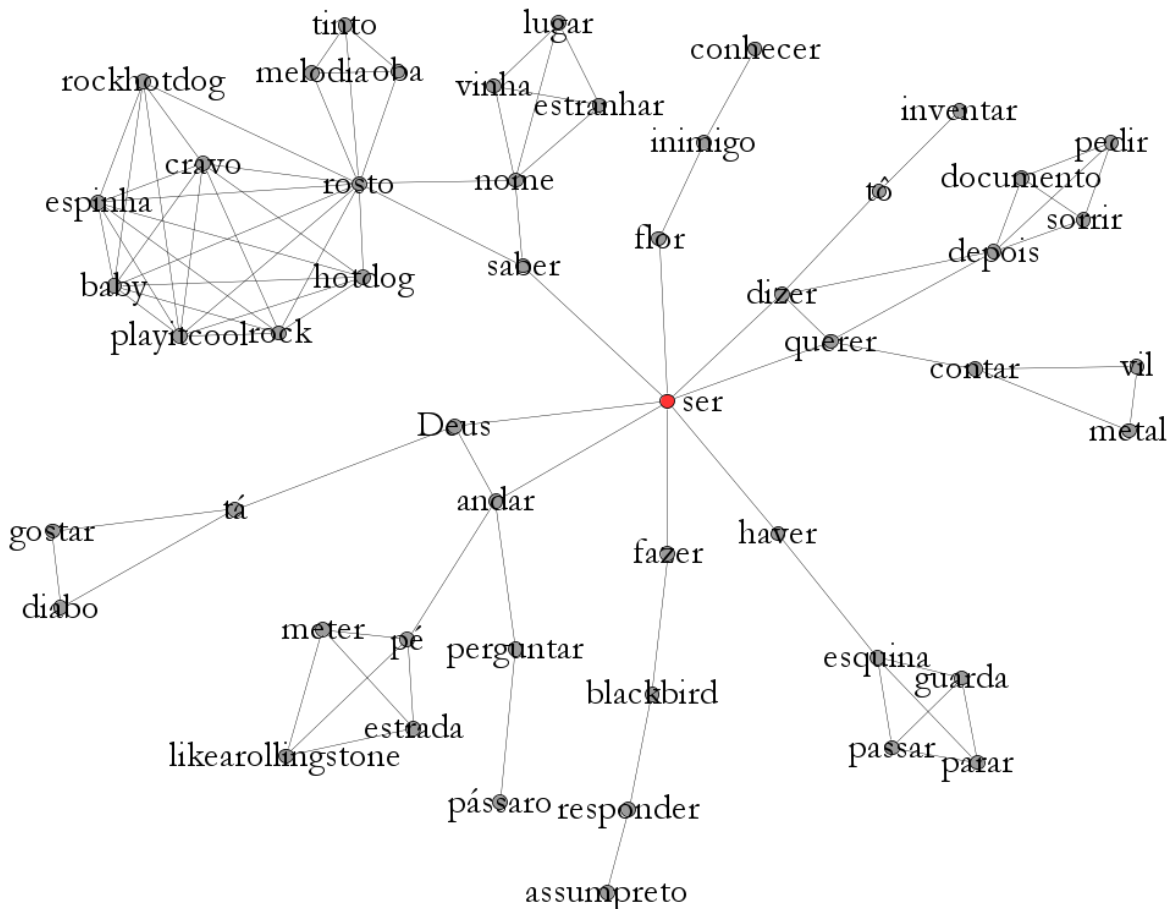 tinto
lugar
conhecer
rockhotdog
melodia
oba
vinha
estranhar
inventar
cravo
inimigo
pedir
espinha
rosto
nome
tô
documento
sorrir
baby
hotdog
saber
flor
depois
dizer
playitcool
rock
querer
contar
vil
ser
metal
Deus
gostar
tá
andar
haver
fazer
diabo
meter
pé
perguntar
esquina
guarda
blackbird
estrada
likearollingstone
passar
parar
pássaro
responder
assumpreto